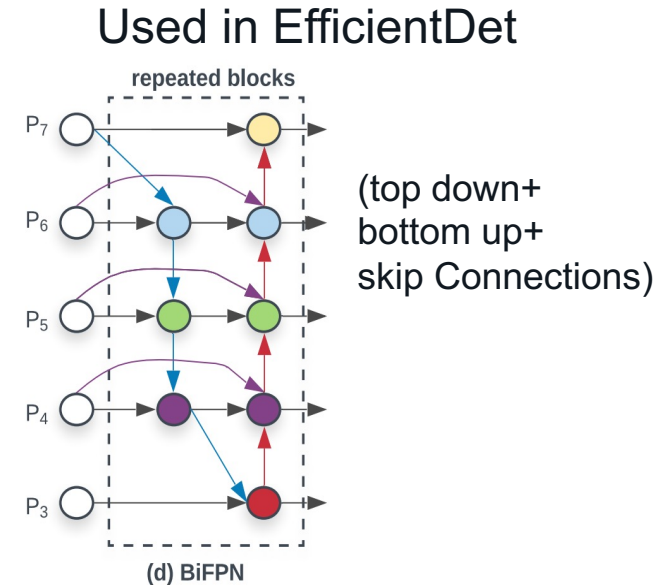 Used in EfficientDet
repeated blocks
P7
P6
(top down+
bottom up+
skip Connections)
P5
P4
P3
(d) BiFPN